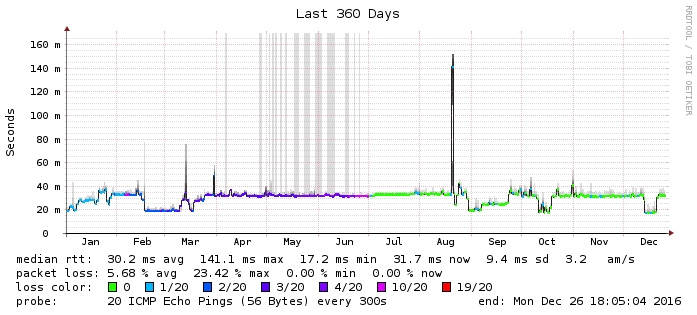 Last 360 Days
RRDTOOL / TOBI OETIKER
Seconds
160 m
140 m
120 m
100 m
80 m
60 m
40 m
20 m
0
Jan Feb Mar Apr May Jun Jul Aug Sep Oct Nov Dec
median rtt: 30.2 ms avg 141.1 ms max 17.2 ms min 31.7 ms now 9.4 ms sd 3.2 am/s
packet loss: 5.68 % avg 23.42 % max 0.00 % min 0.00 % now
loss color: 0 1/20 2/20 3/20 4/20 10/20 19/20
probe: 20 ICMP Echo Pings (56 Bytes) every 300s end: Mon Dec 26 18:05:04 2016